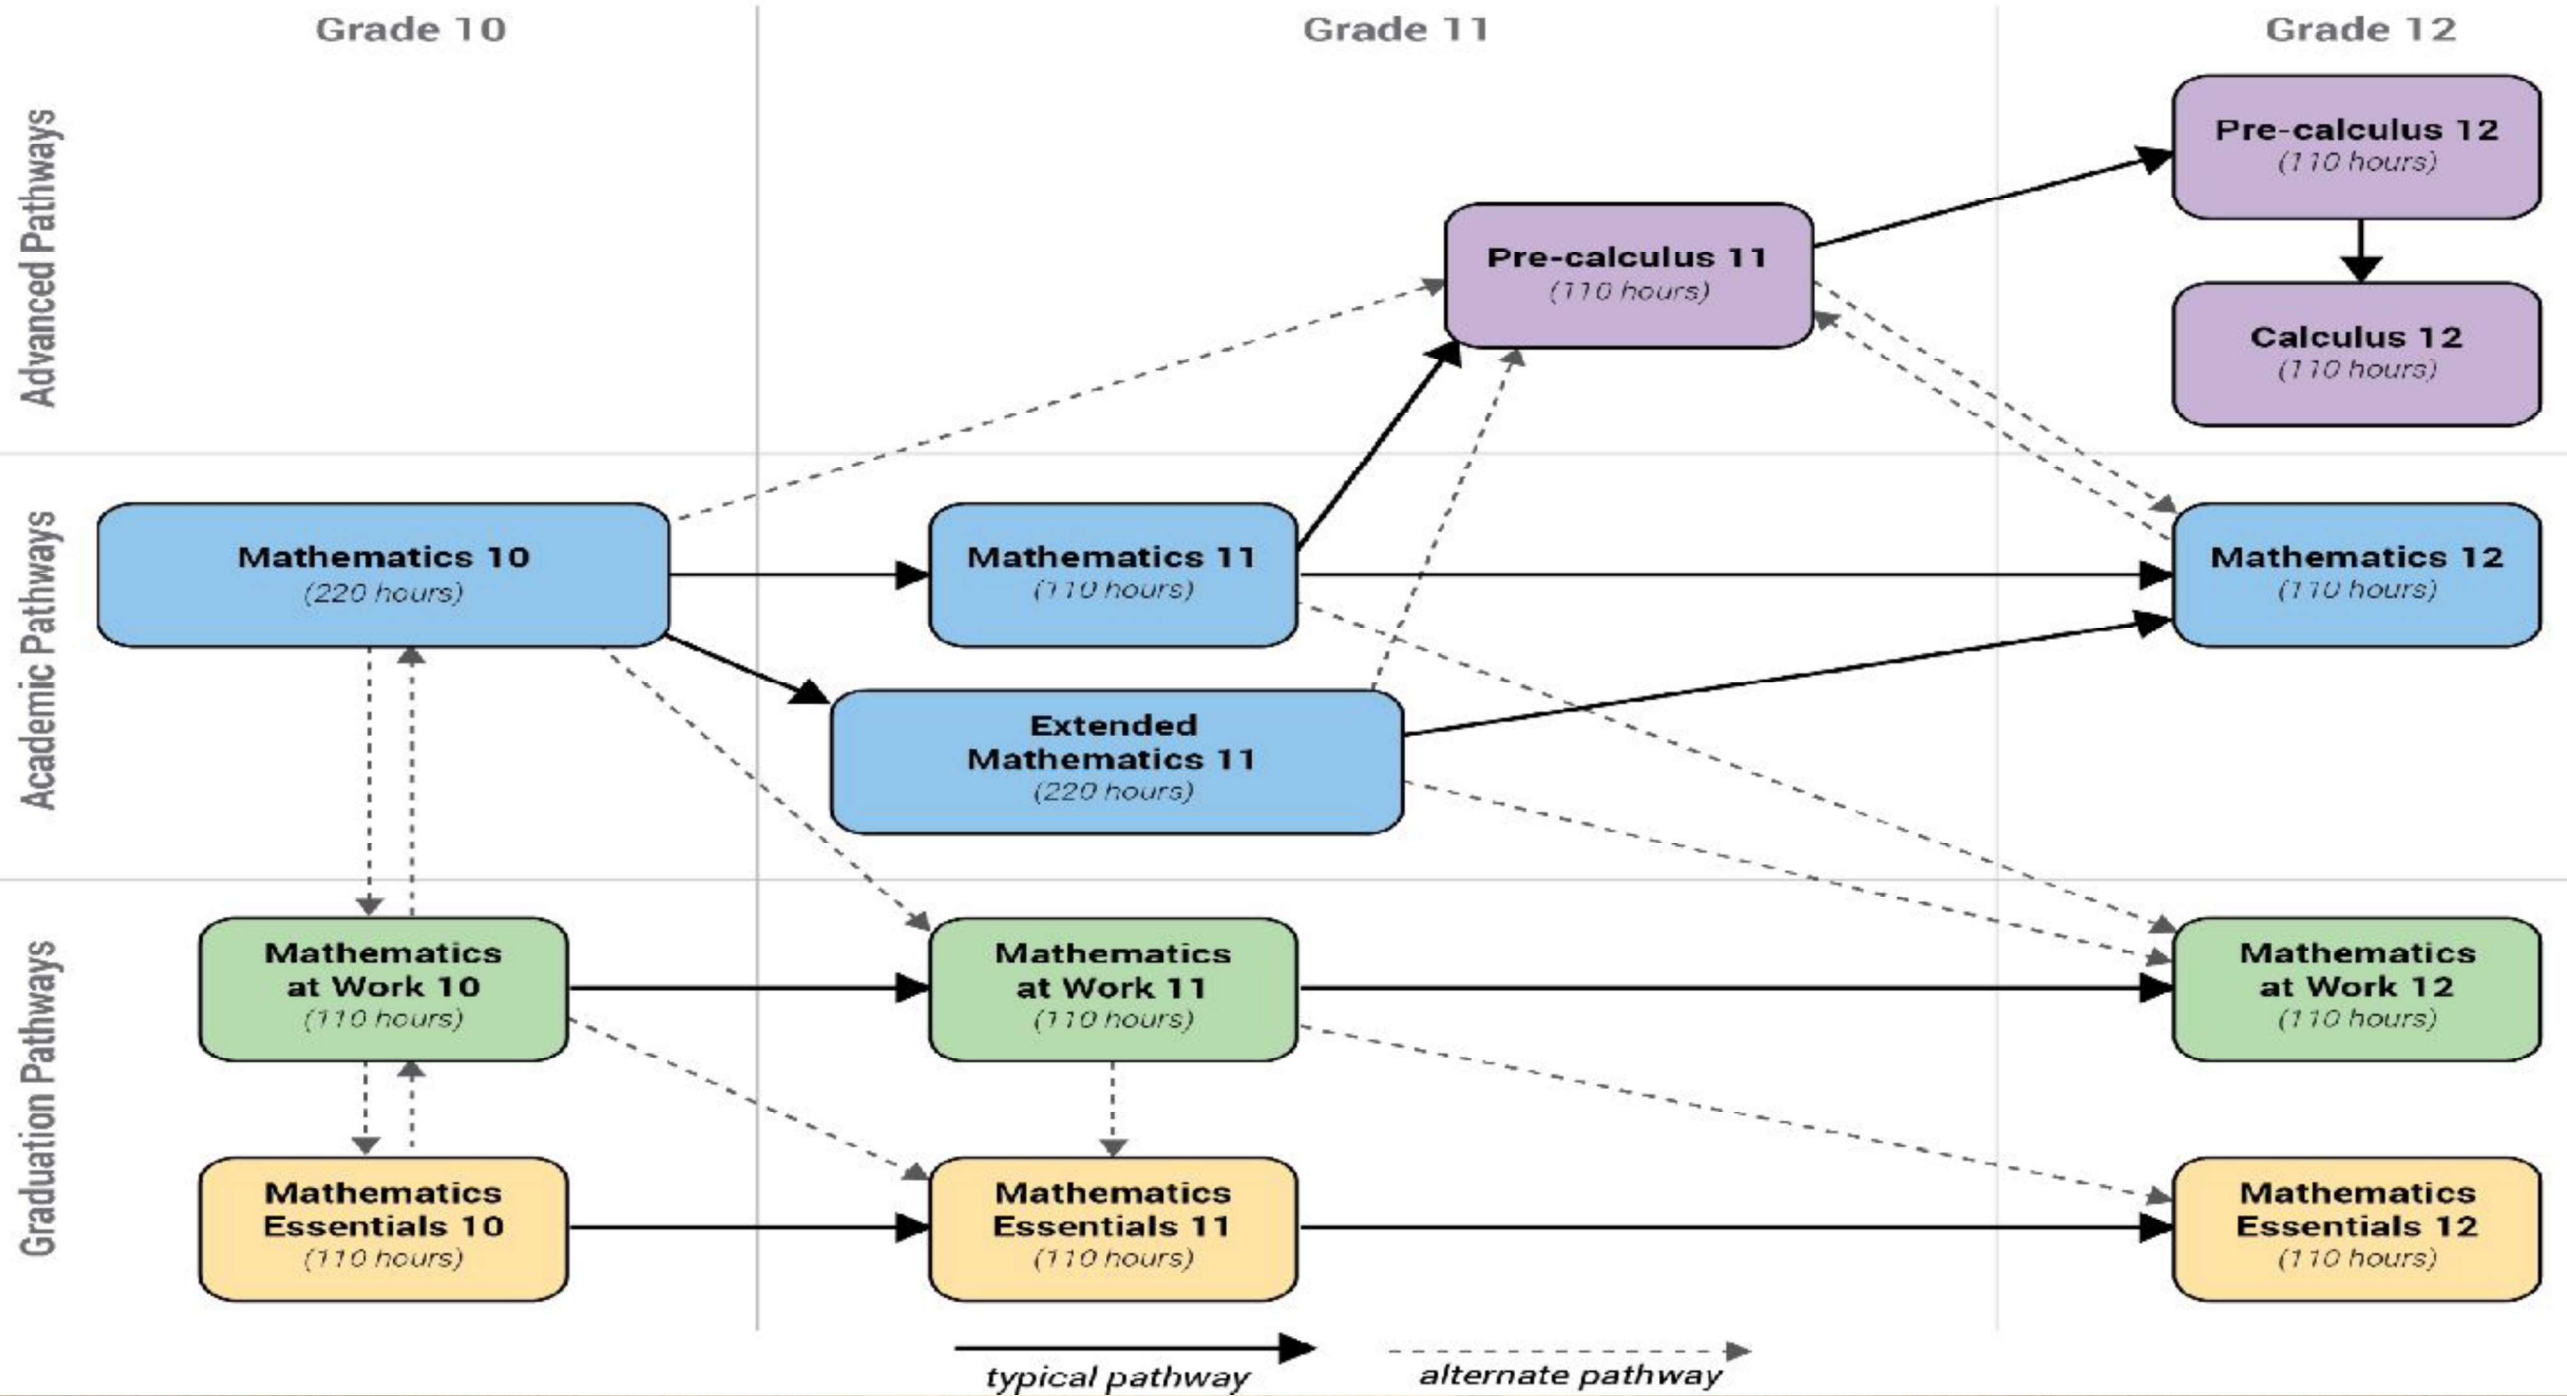 Grade 10
Grade 11
Grade 12
Advanced Pathways
Pre-calculus 12
(110 hours)
Pre-calculus 11
(110 hours)
Calculus 12
(110 hours)
Academic Pathways
Mathematics 10
(220 hours)
Mathematics 11
(110 hours)
Mathematics 12
(110 hours)
Extended
Mathematics 11
(220 hours)
Graduation Pathways
Mathematics
at Work 10
(110 hours)
Mathematics
at Work 11
(110 hours)
Mathematics
at Work 12
(110 hours)
Mathematics
Essentials 10
(110 hours)
Mathematics
Essentials 11
(110 hours)
Mathematics
Essentials 12
(110 hours)
typical pathway
alternate pathway